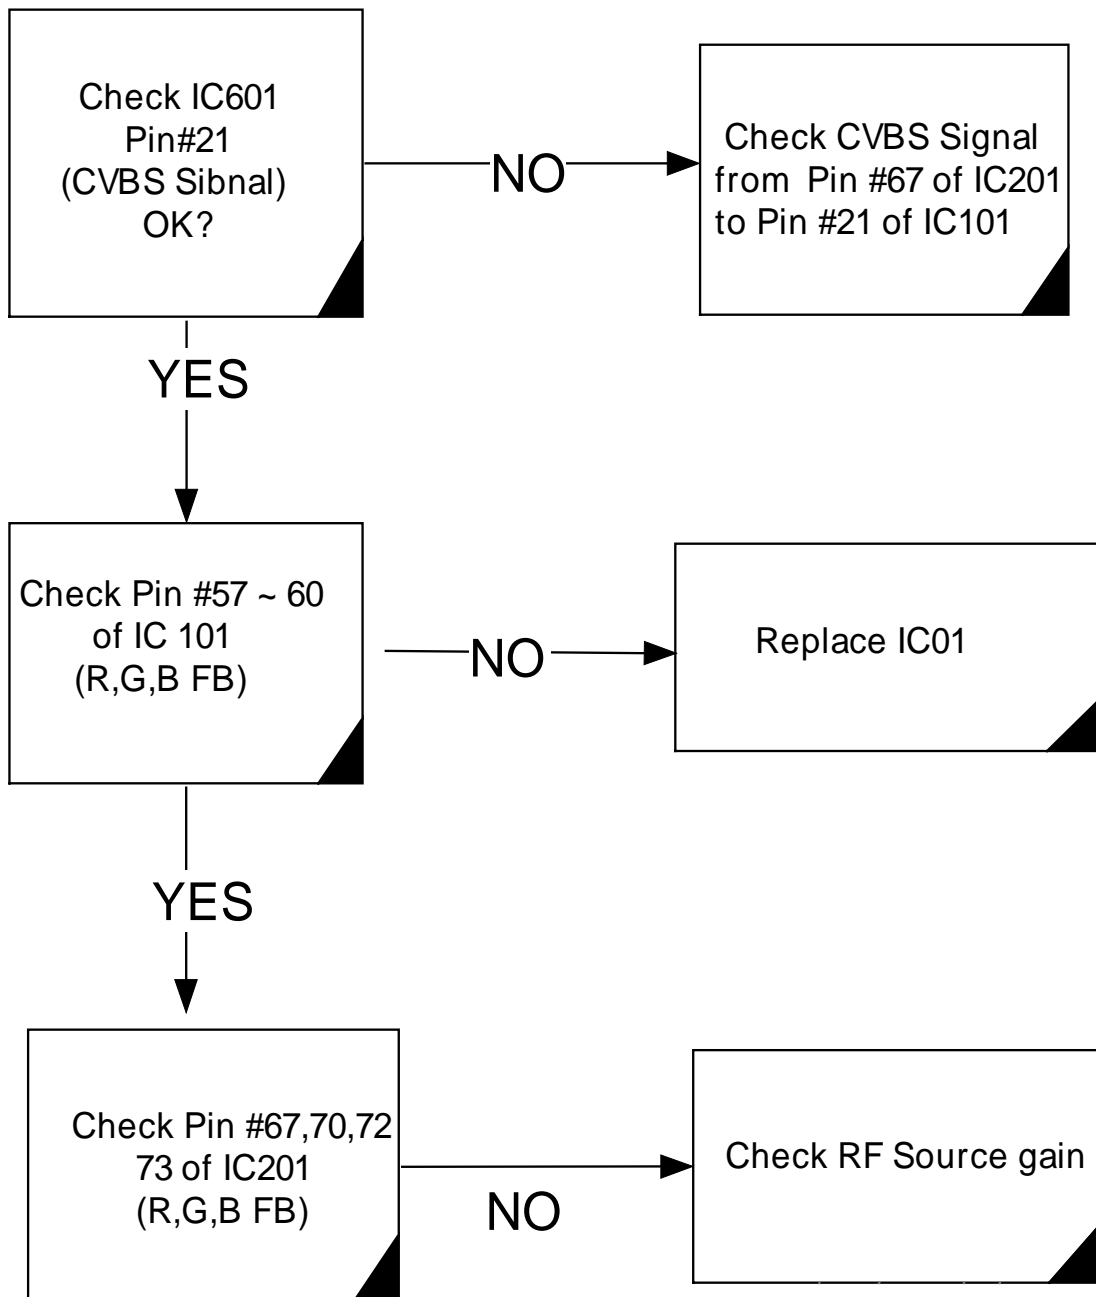 Check IC601
Pin#21
(CVBS Sibnal)
OK?
NO
Check CVBS Signal
from Pin #67 of IC201
to Pin #21 of IC101
YES
Check Pin #57 ~ 60
of IC 101
(R,G,B FB)
NO
Replace IC01
YES
Check Pin #67,70,72
73 of IC201
(R,G,B FB)
NO
Check RF Source gain